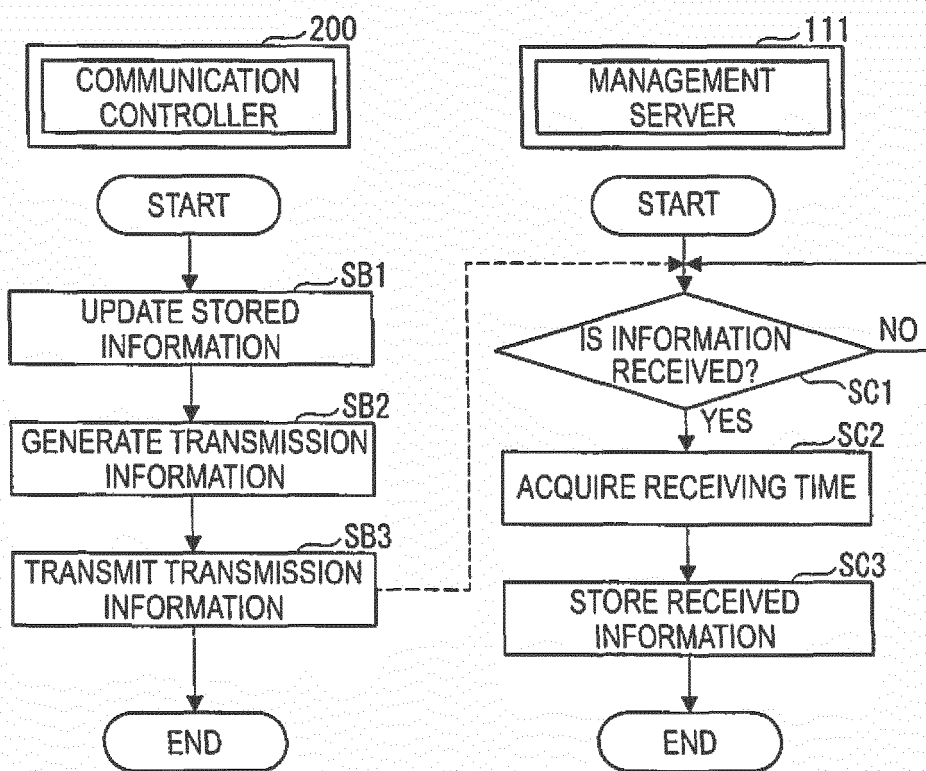 200
COMMUNICATION
CONTROLLER
START
SB1
UPDATE STORED
INFORMATION
SB2
GENERATE TRANSMISSION
INFORMATION
SB3
TRANSMIT TRANSMISSION
INFORMATION
END
111
MANAGEMENT
SERVER
START
IS INFORMATION
RECEIVED?
NO
SC1
YES
SC2
ACQUIRE RECEIVING TIME
SC3
STORE RECEIVED
INFORMATION
END